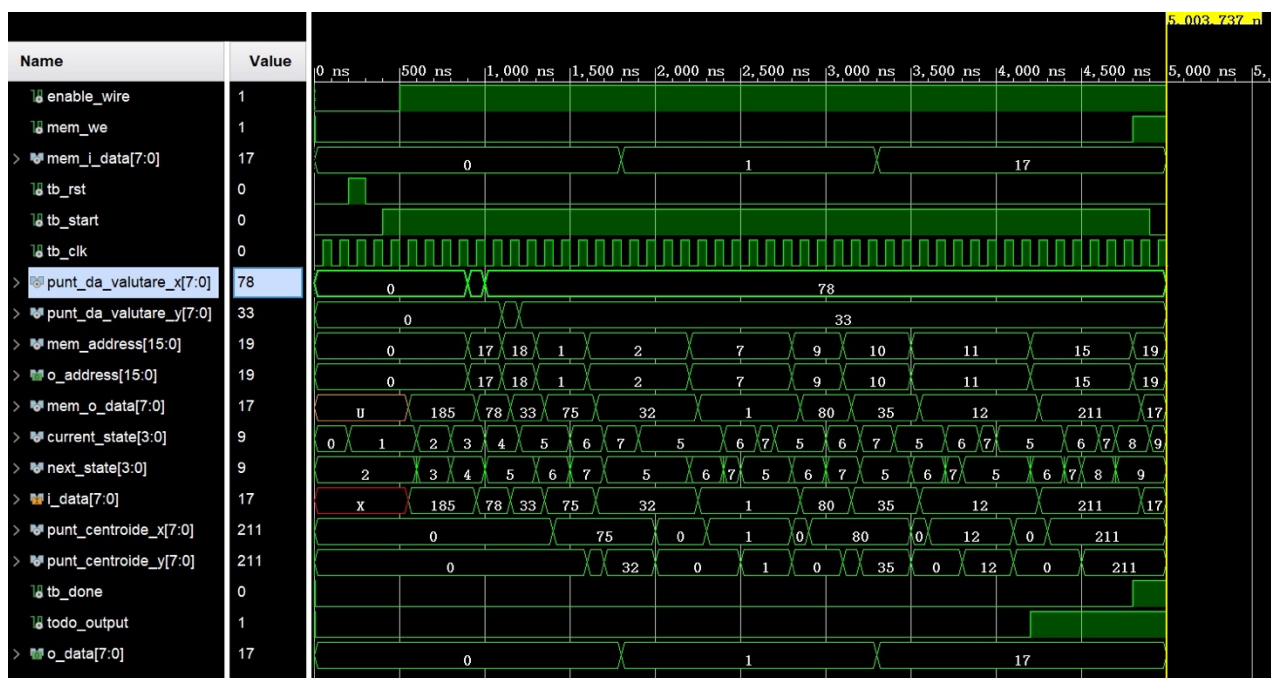 5,003.737 n
Name Value
0 ns 500 ns 1,000 ns 1,500 ns 2,000 ns 2,500 ns 3,000 ns 3,500 ns 4,000 ns 4,500 ns 5,000 ns 5,
enable_wire 1
mem_we 1
mem_i_data[7:0] 17 0 1 17
tb_rst 0
tb_start 0
tb_clk 0
punt_da_valutare_x[7:0] 78 0 78
punt_da_valutare_y[7:0] 33 0 33
mem_address[15:0] 19 0 17 18 1 2 7 9 10 11 15 19
o_address[15:0] 19 0 17 18 1 2 7 9 10 11 15 19
mem_o_data[7:0] 17 U 185 78 33 75 32 1 80 35 12 211 17
current_state[3:0] 9 0 1 2 3 4 5 6 7 5 6 7 5 6 7 5 6 7 5 6 7 8 9
next_state[3:0] 9 2 3 4 5 6 7 5 6 7 5 6 7 5 6 7 5 6 7 8 9
i_data[7:0] 17 X 185 78 33 75 32 1 80 35 12 211 17
punt_centroide_x[7:0] 211 0 75 0 1 0 80 0 12 0 211
punt_centroide_y[7:0] 211 0 32 0 1 0 35 0 12 0 211
tb_done 0
todo_output 1
o_data[7:0] 17 0 1 17